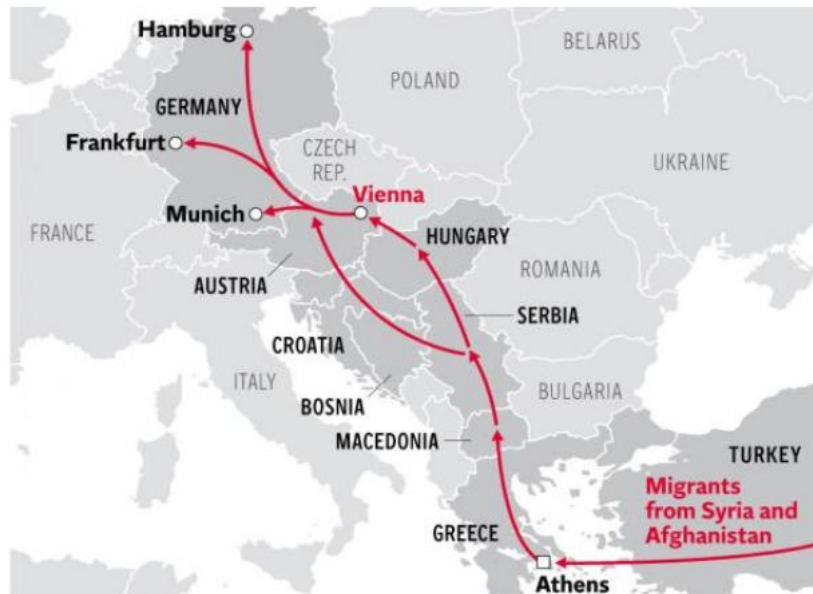 Hamburg
BELARUS
POLAND
GERMANY
Frankfurt
CZECH
REP.
UKRAINE
Vienna
Munich
FRANCE
HUNGARY
ROMANIA
AUSTRIA
SERBIA
CROATIA
ITALY
BULGARIA
BOSNIA
MACEDONIA
TURKEY
Migrants
from Syria and
Afghanistan
GREECE
Athens